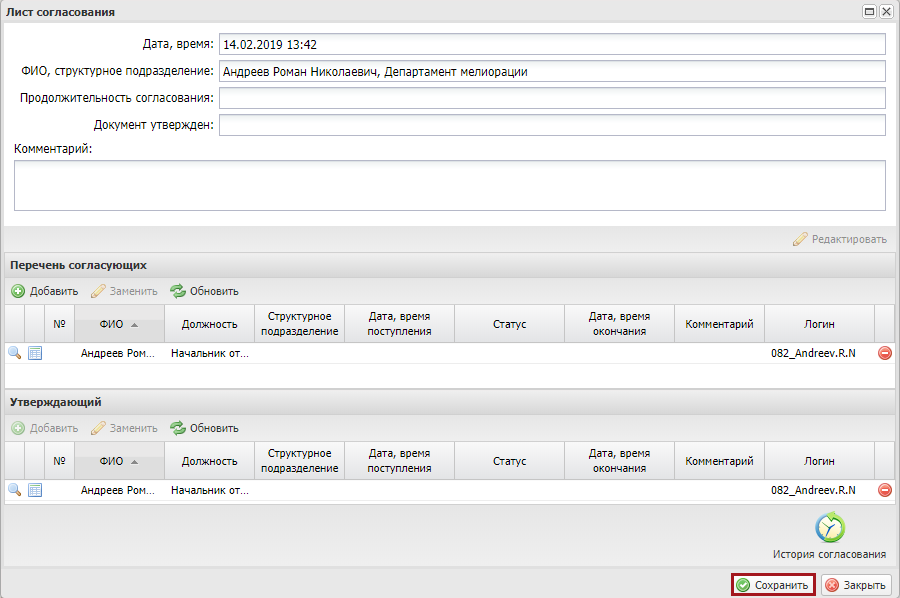 Лист согласования
Дата, время: 14.02.2019 13:42
ФИО, структурное подразделение: Андреев Роман Николаевич, Департамент мелиорации
Продолжительность согласования:
Документ утвержден:
Комментарий:
Редактировать
Перечень согласующих
Добавить Заменить Обновить
№ ФИО Должность Структурное подразделение Дата, время поступления Статус Дата, время окончания Комментарий Логин
Андреев Ром... Начальник от... 082_Andreev.R.N
Утверждающий
Добавить Заменить Обновить
№ ФИО Должность Структурное подразделение Дата, время поступления Статус Дата, время окончания Комментарий Логин
Андреев Ром... Начальник от... 082_Andreev.R.N
История согласования
Сохранить Закрыть